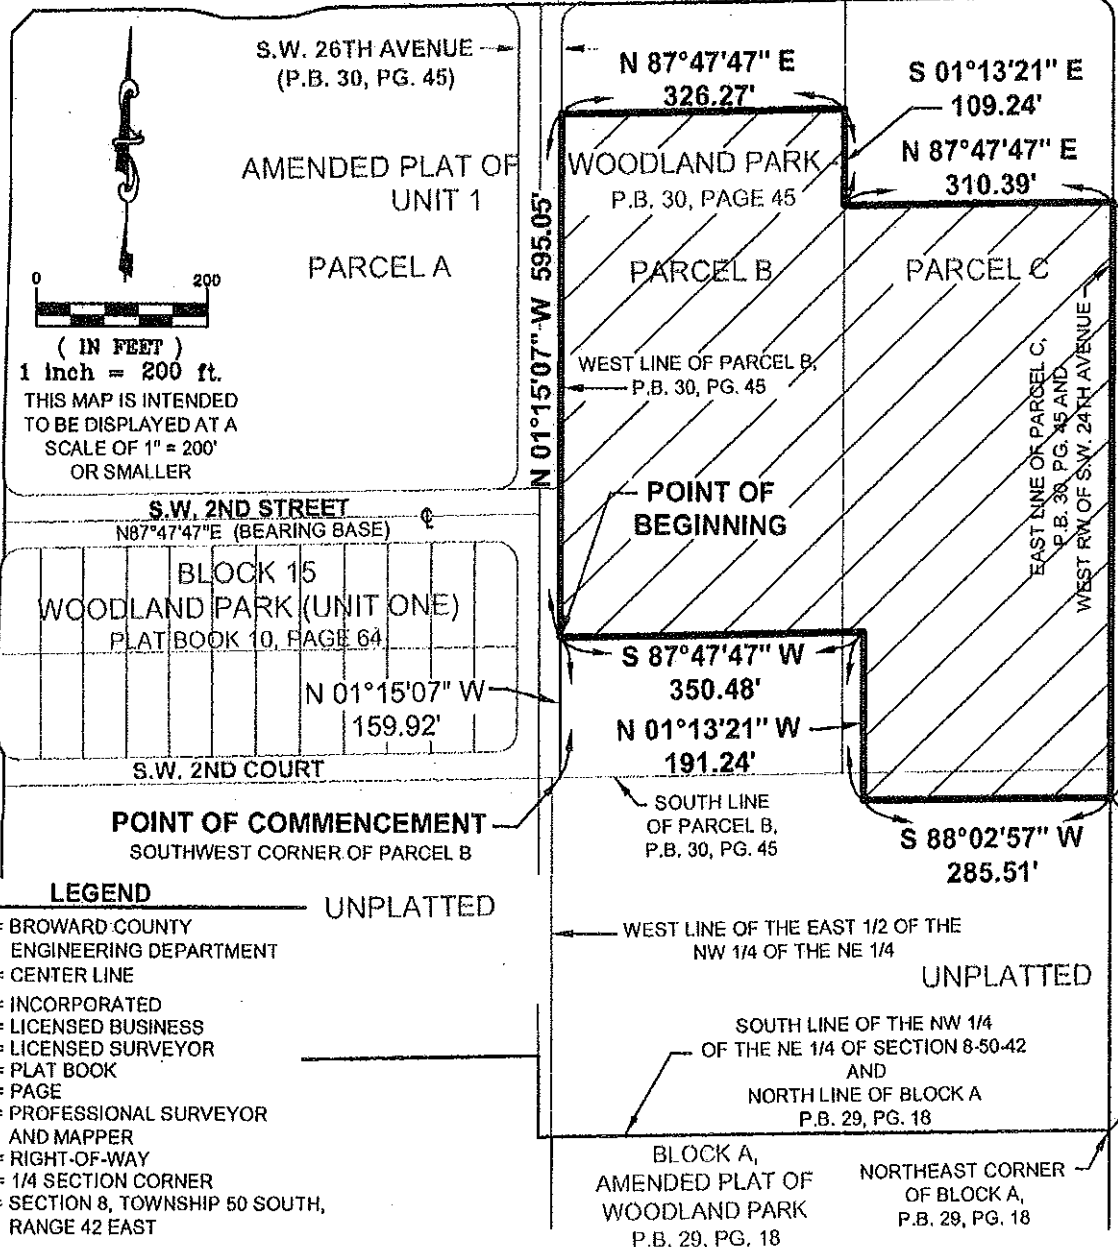 S.W. 26TH AVENUE
(P.B. 30, PG. 45)
N 87°47'47" E
326.27'
S 01°13'21" E
109.24'
N 87°47'47" E
310.39'
AMENDED PLAT OF
UNIT 1
WOODLAND PARK
P.B. 30, PAGE 45
PARCEL A
PARCEL B
PARCEL C
N 01°15'07" W 595.05'
0 200
( IN FEET )
1 inch = 200 ft.
THIS MAP IS INTENDED
TO BE DISPLAYED AT A
SCALE OF 1" = 200'
OR SMALLER
WEST LINE OF PARCEL B,
P.B. 30, PG. 45
EAST LINE OF PARCEL C,
P.B. 30, PG. 45 AND
WEST RW OF S.W. 24TH AVENUE
POINT OF
BEGINNING
S.W. 2ND STREET
N87°47'47"E (BEARING BASE)
BLOCK 15
WOODLAND PARK (UNIT ONE)
PLAT BOOK 10, PAGE 64
N 01°15'07" W
159.92'
S 87°47'47" W
350.48'
N 01°13'21" W
191.24'
S.W. 2ND COURT
POINT OF COMMENCEMENT
SOUTHWEST CORNER OF PARCEL B
SOUTH LINE
OF PARCEL B,
P.B. 30, PG. 45
S 88°02'57" W
285.51'
LEGEND
= BROWARD COUNTY
ENGINEERING DEPARTMENT
= CENTER LINE
= INCORPORATED
= LICENSED BUSINESS
= LICENSED SURVEYOR
= PLAT BOOK
= PAGE
= PROFESSIONAL SURVEYOR
AND MAPPER
= RIGHT-OF-WAY
= 1/4 SECTION CORNER
= SECTION 8, TOWNSHIP 50 SOUTH,
RANGE 42 EAST
UNPLATTED
WEST LINE OF THE EAST 1/2 OF THE
NW 1/4 OF THE NE 1/4
UNPLATTED
SOUTH LINE OF THE NW 1/4
OF THE NE 1/4 OF SECTION 8-50-42
AND
NORTH LINE OF BLOCK A
P.B. 29, PG. 18
BLOCK A,
AMENDED PLAT OF
WOODLAND PARK
P.B. 29, PG. 18
NORTHEAST CORNER
OF BLOCK A,
P.B. 29, PG. 18